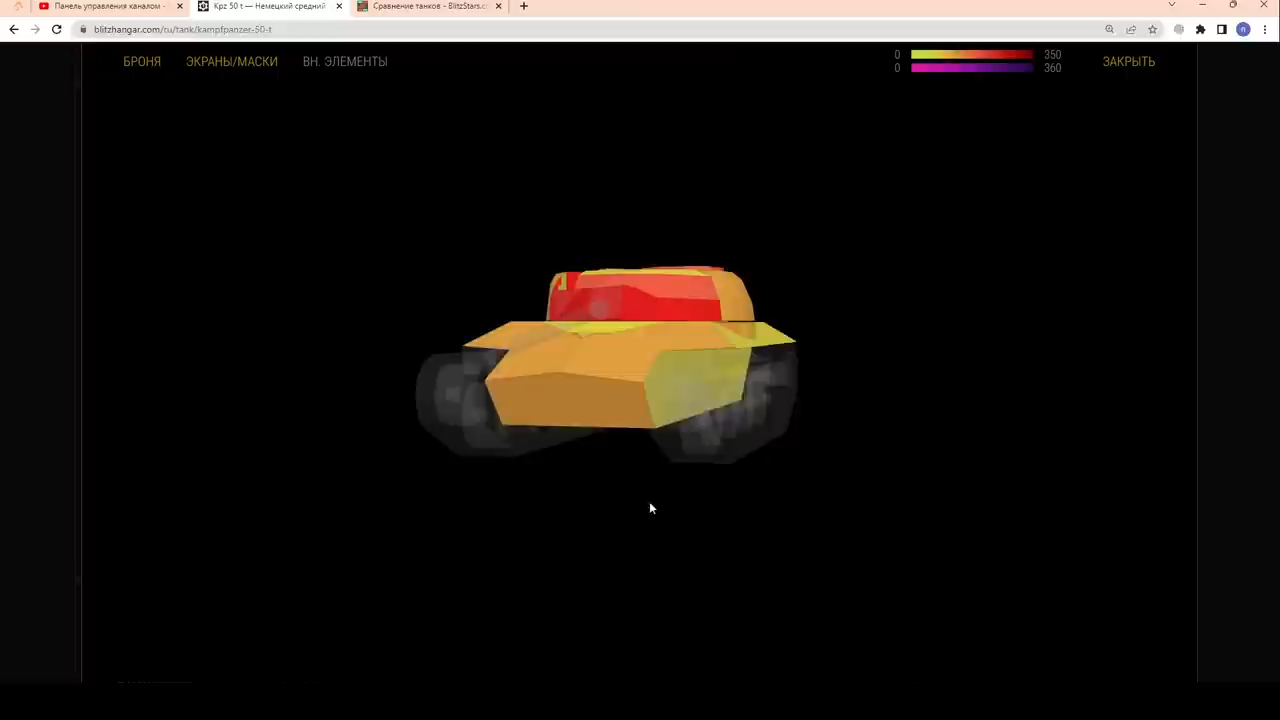 Панель управления каналом -
Kpz 50 t — Немецкий средний
Сравнение танков - BlitzStars.c
blitzhangar.com/ru/tank/kampfpanzer-50-t
п
БРОНЯ ЭКРАНЫ/МАСКИ ВН. ЭЛЕМЕНТЫ
0 350
0 360
ЗАКРЫТЬ